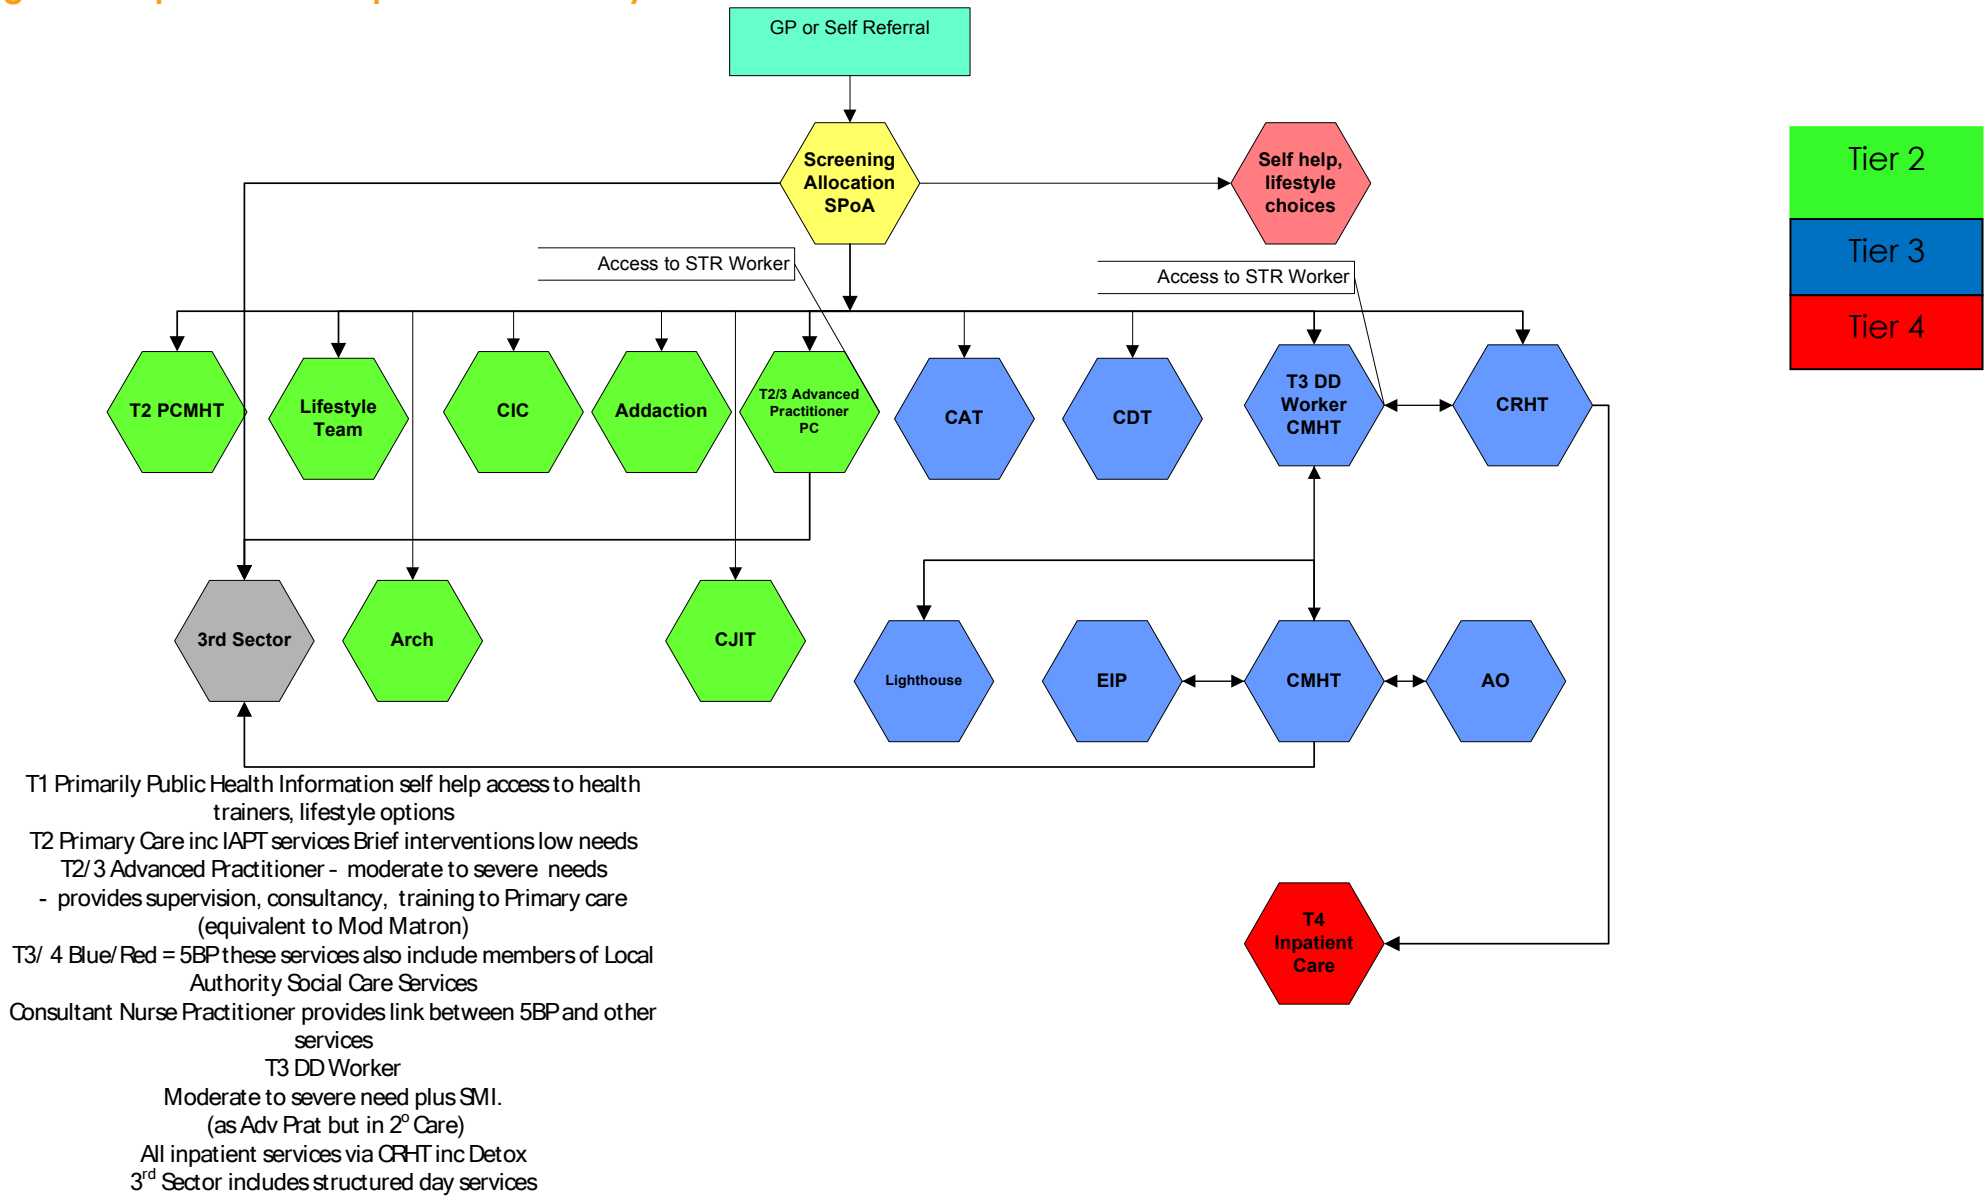 GP or Self Referral
Screening
Allocation
SPoA
Self help,
lifestyle
choices
Tier 2
Tier 3
Tier 4
Access to STR Worker
Access to STR Worker
T2 PCMHT
Lifestyle
Team
CIC
Addaction
T2/3 Advanced
Practitioner
PC
CAT
CDT
T3 DD
Worker
CMHT
CRHT
3rd Sector
Arch
CJIT
Lighthouse
EIP
CMHT
AO
T4
Inpatient
Care
T1 Primarily Public Health Information self help access to health
trainers, lifestyle options
T2 Primary Care inc IAPT services Brief interventions low needs
T2/3 Advanced Practitioner - moderate to severe needs
- provides supervision, consultancy, training to Primary care
(equivalent to Mod Matron)
T3/ 4 Blue/Red = 5BP these services also include members of Local
Authority Social Care Services
Consultant Nurse Practitioner provides link between 5BP and other
services
T3 DD Worker
Moderate to severe need plus SMI.
(as Adv Prat but in 2º Care)
All inpatient services via CRHT inc Detox
3rd Sector includes structured day services